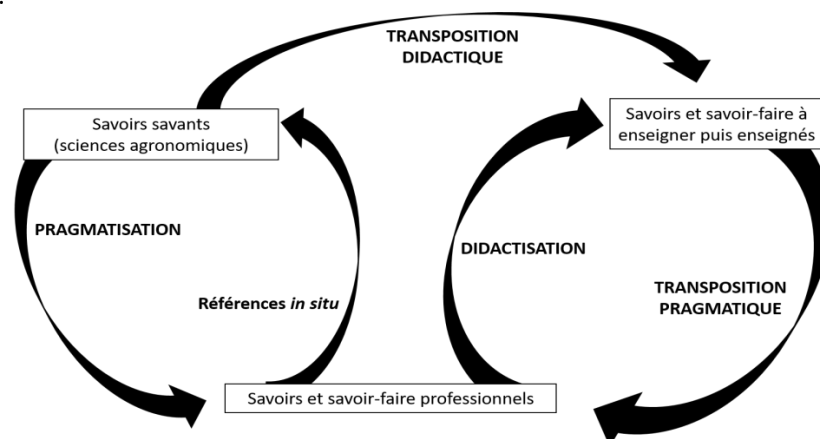 TRANSPOSITION
DIDACTIQUE
Savoirs savants
(sciences agronomiques)
Savoirs et savoir-faire à
enseigner puis enseignés
PRAGMATISATION
DIDACTISATION
Références in situ
TRANSPOSITION
PRAGMATIQUE
Savoirs et savoir-faire professionnels